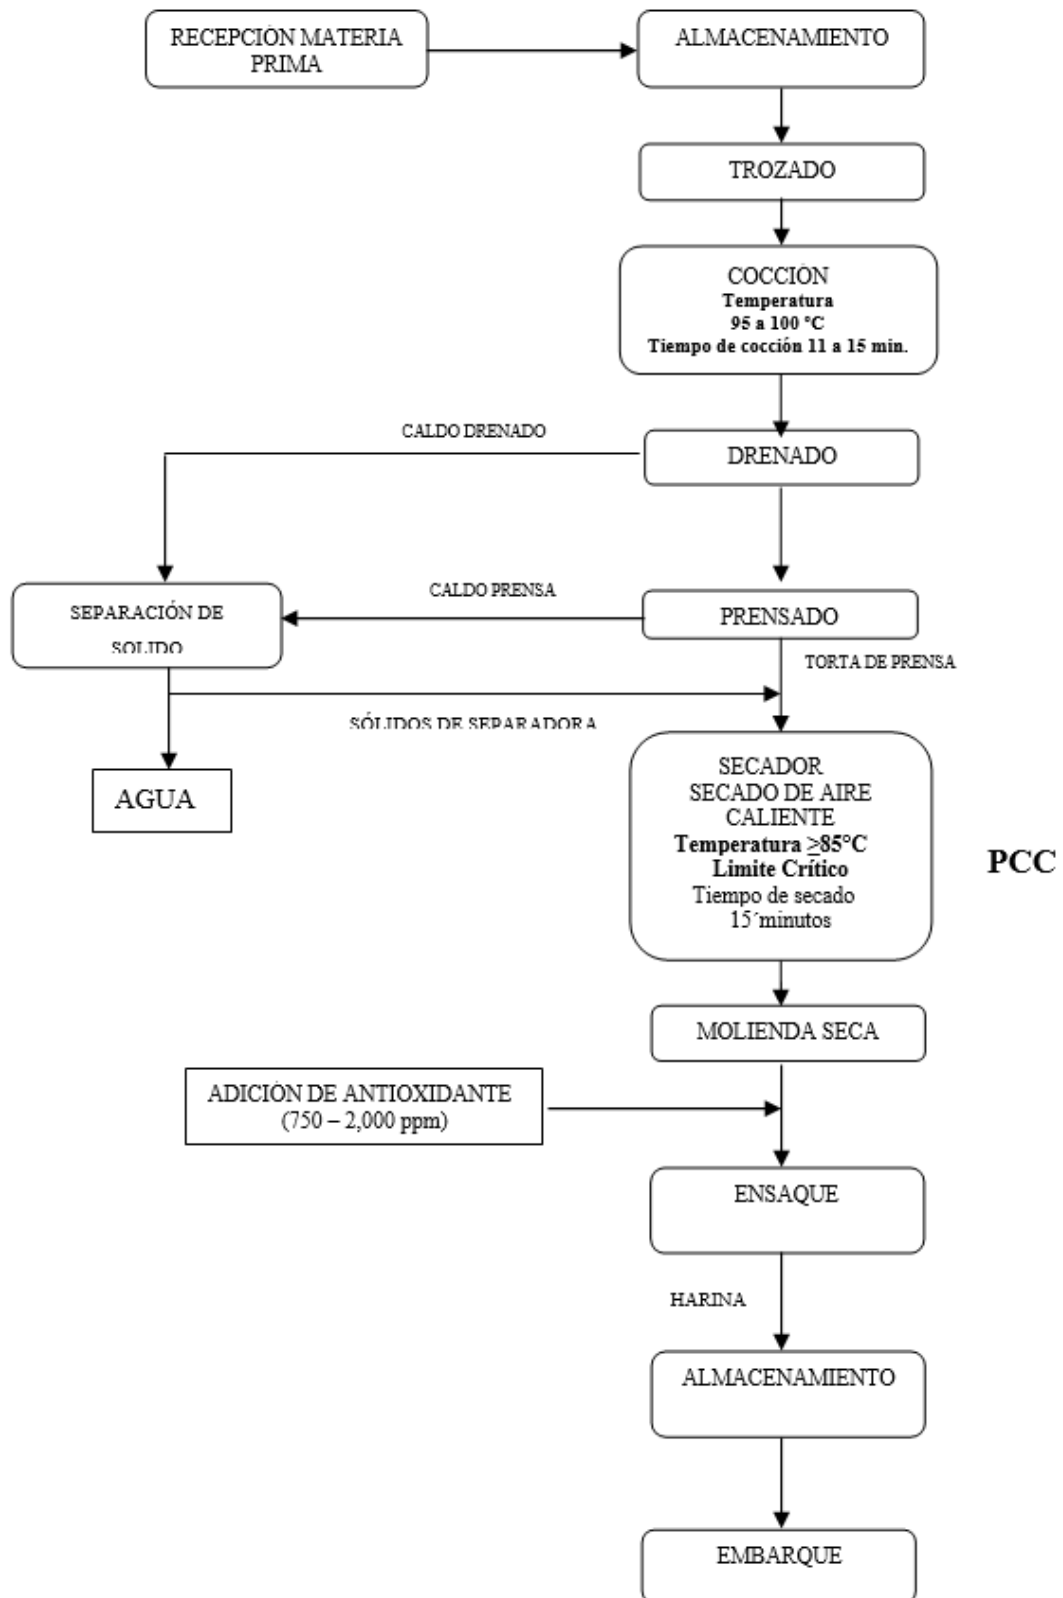 RECEPCIÓN MATERIA
PRIMA
ALMACENAMIENTO
TROZADO
COCCIÓN
Temperatura
95 a 100 °C
Tiempo de cocción 11 a 15 min.
CALDO DRENADO
DRENADO
SEPARACIÓN DE
SOLIDO
CALDO PRENSA
PRENSADO
TORTA DE PRENSA
SÓLIDOS DE SEPARADORA
AGUA
SECADOR
SECADO DE AIRE
CALIENTE
Temperatura ≥85°C
Limite Crítico
Tiempo de secado
15´minutos
PCC
MOLIENDA SECA
ADICIÓN DE ANTIOXIDANTE
(750 – 2,000 ppm)
ENSAQUE
HARINA
ALMACENAMIENTO
EMBARQUE